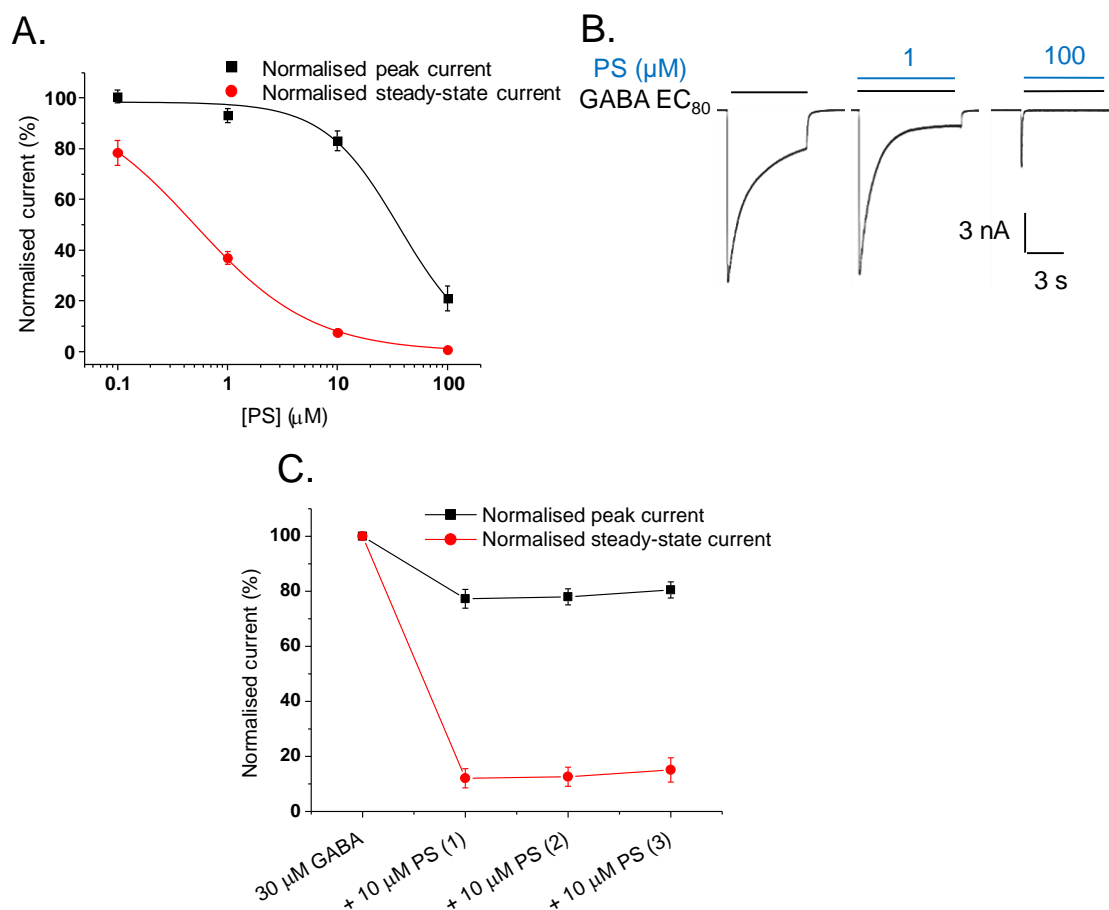 A.
Normalised peak current
Normalised steady-state current
Normalised current (%)
100
80
60
40
20
0
0.1
1
10
100
[PS] (μM)
B.
PS (μM)
1
100
GABA EC80
3 nA
3 s
C.
Normalised peak current
Normalised steady-state current
Normalised current (%)
100
80
60
40
20
0
30 μM GABA
+ 10 μM PS (1)
+ 10 μM PS (2)
+ 10 μM PS (3)